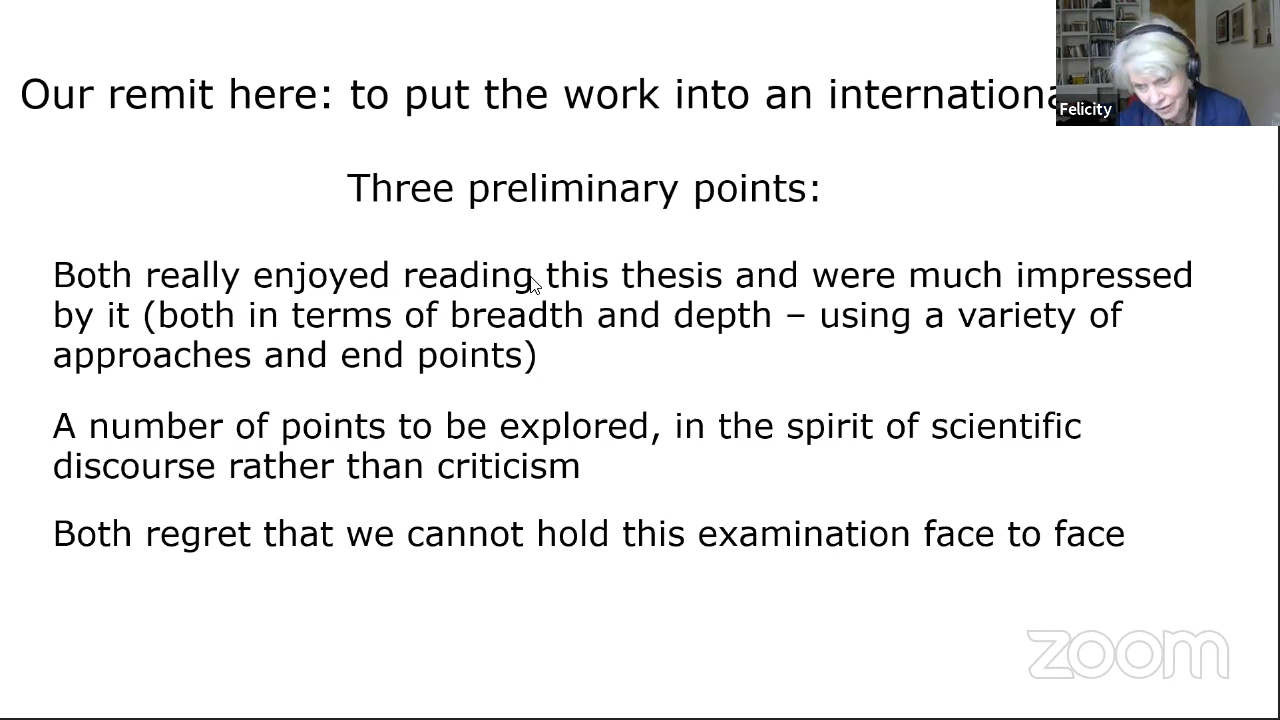 Our remit here: to put the work into an internationa
Felicity
Three preliminary points:
Both really enjoyed reading this thesis and were much impressed
by it (both in terms of breadth and depth – using a variety of
approaches and end points)
A number of points to be explored, in the spirit of scientific
discourse rather than criticism
Both regret that we cannot hold this examination face to face
zoom